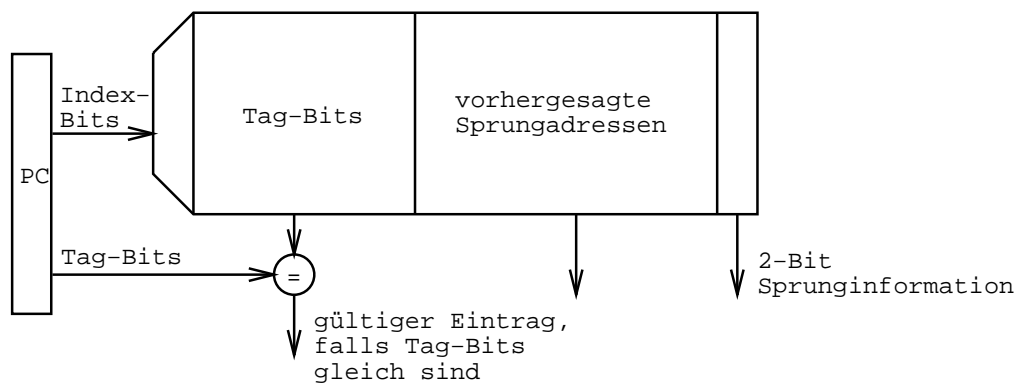 Index-
Bits
Tag-Bits
vorhergesagte
Sprungadressen
PC
Tag-Bits
=
2-Bit
Sprunginformation
gültiger Eintrag,
falls Tag-Bits
gleich sind